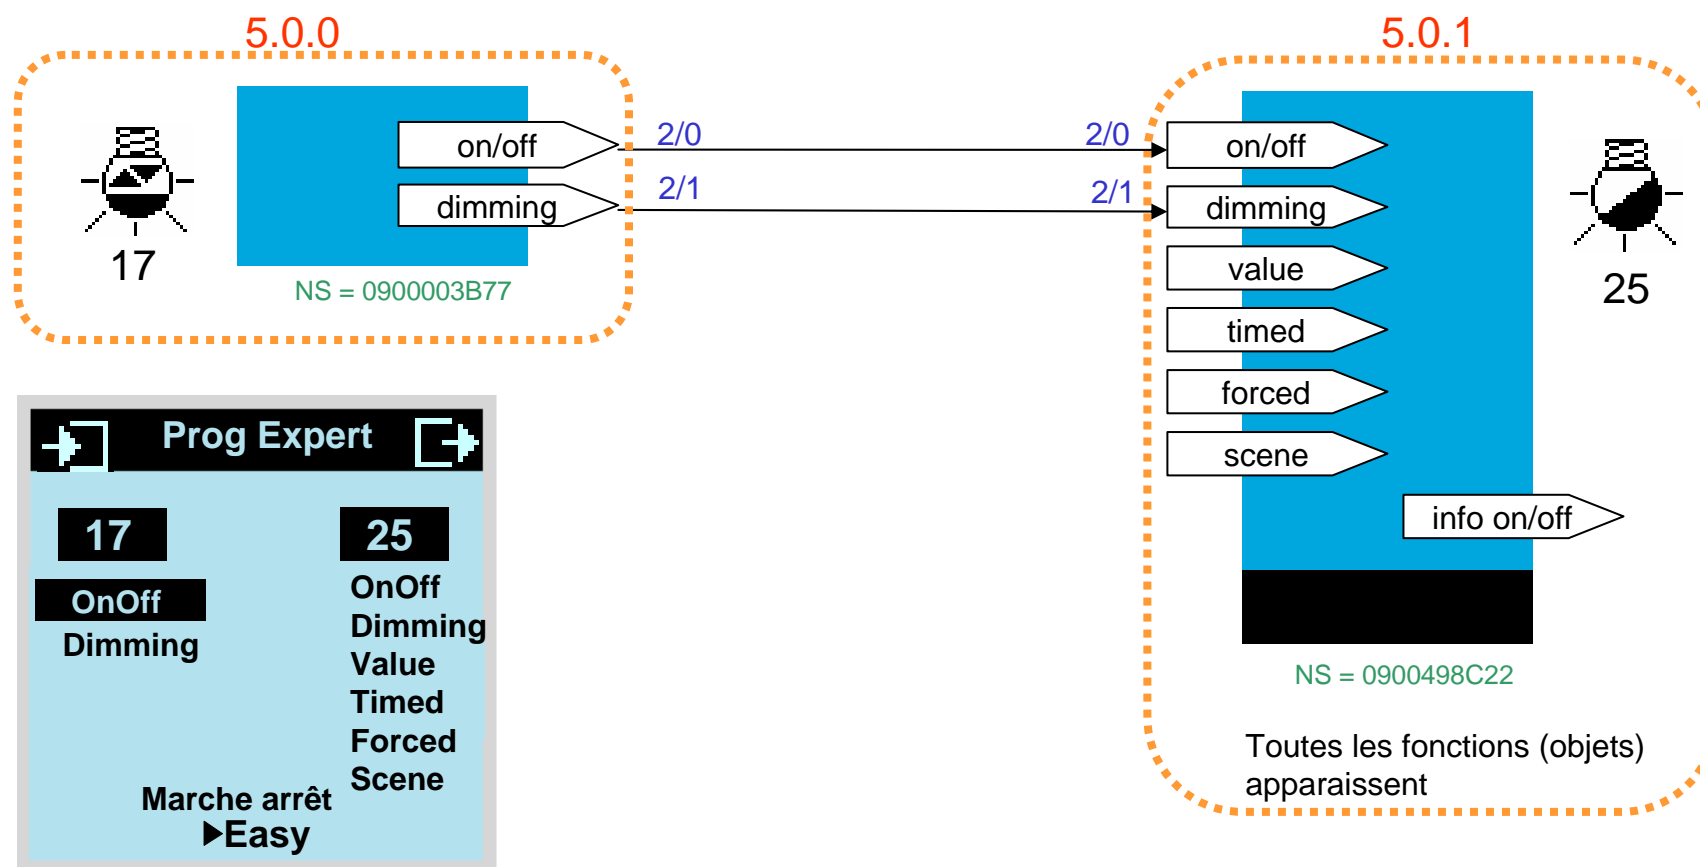 5.0.0
on/off
dimming
17
NS = 0900003B77
2/0
2/1
2/0
2/1
5.0.1
on/off
dimming
value
timed
forced
scene
info on/off
25
NS = 0900498C22
Toutes les fonctions (objets)
apparaissent
Prog Expert
17
25
OnOff
Dimming
OnOff
Dimming
Value
Timed
Forced
Scene
Marche arrêt
Easy